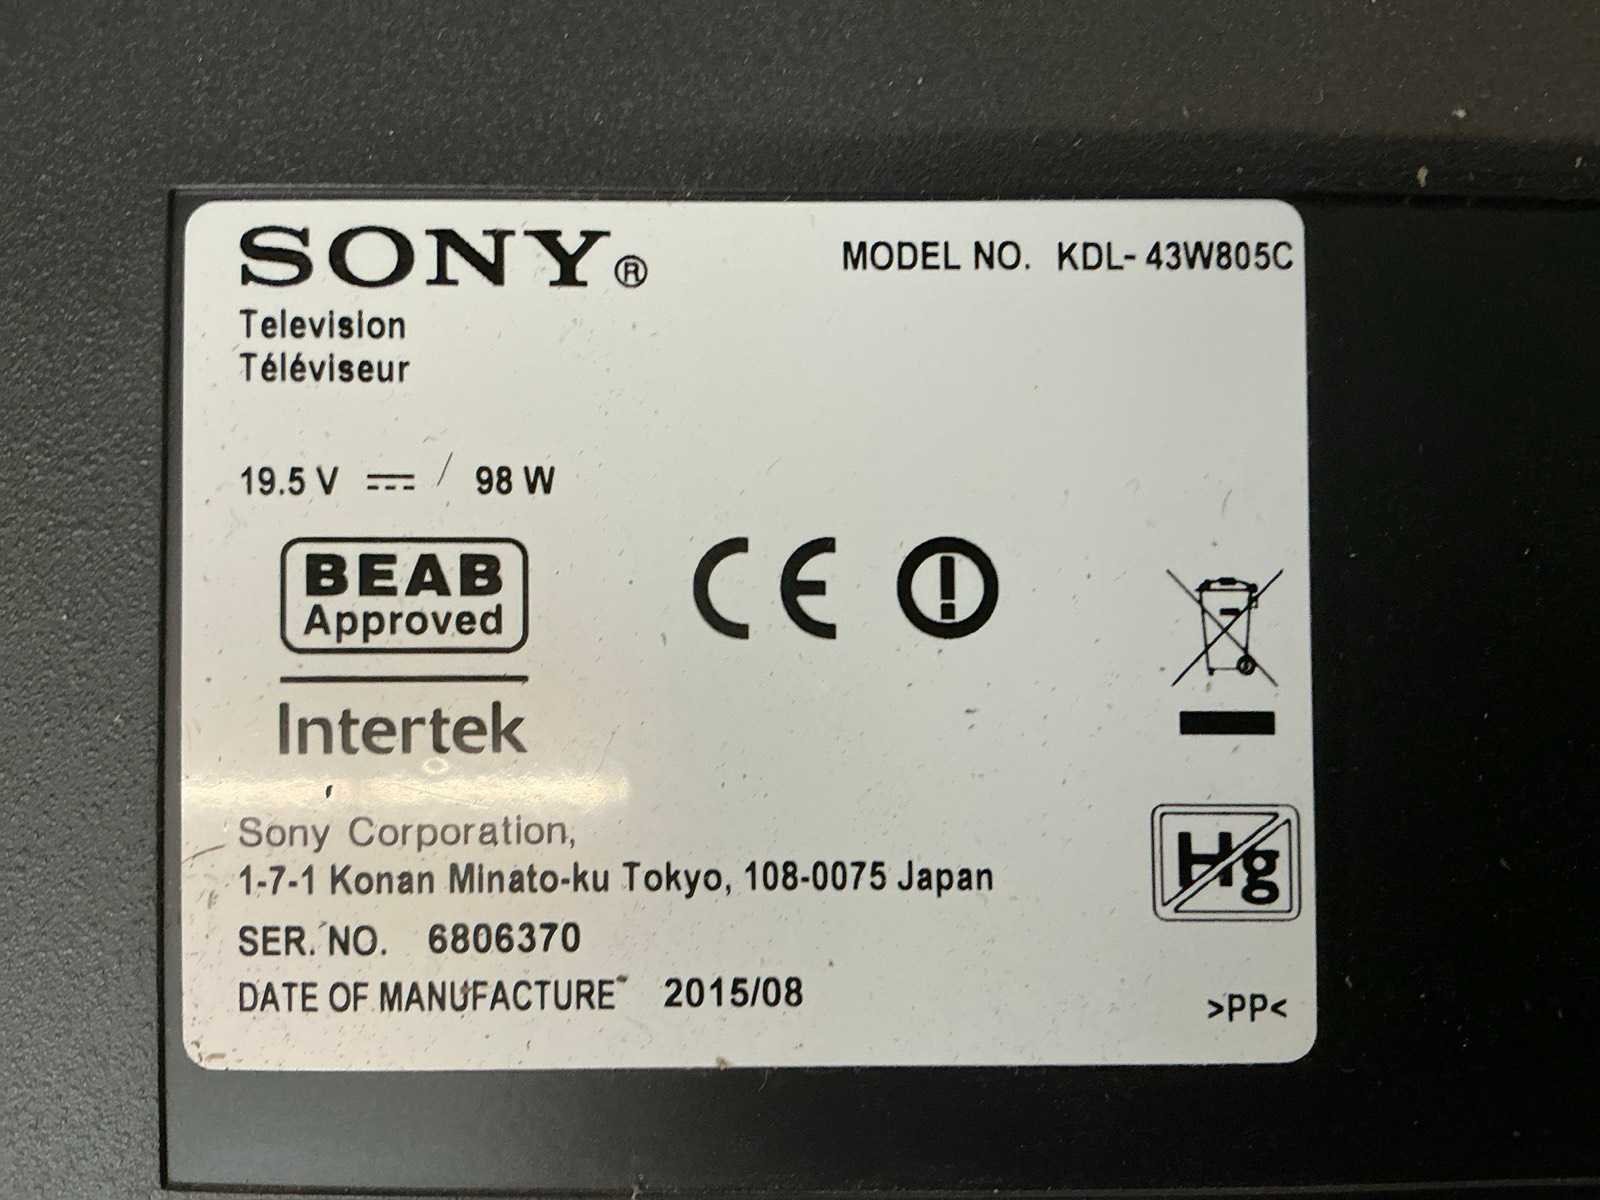 SONY®
MODEL NO. KDL- 43W805C
Television
Téléviseur
19.5 V ⎓ / 98 W
BEAB
Approved
Intertek
CE
Hg
Sony Corporation,
1-7-1 Konan Minato-ku Tokyo, 108-0075 Japan
SER. NO. 6806370
DATE OF MANUFACTURE 2015/08
>PP<